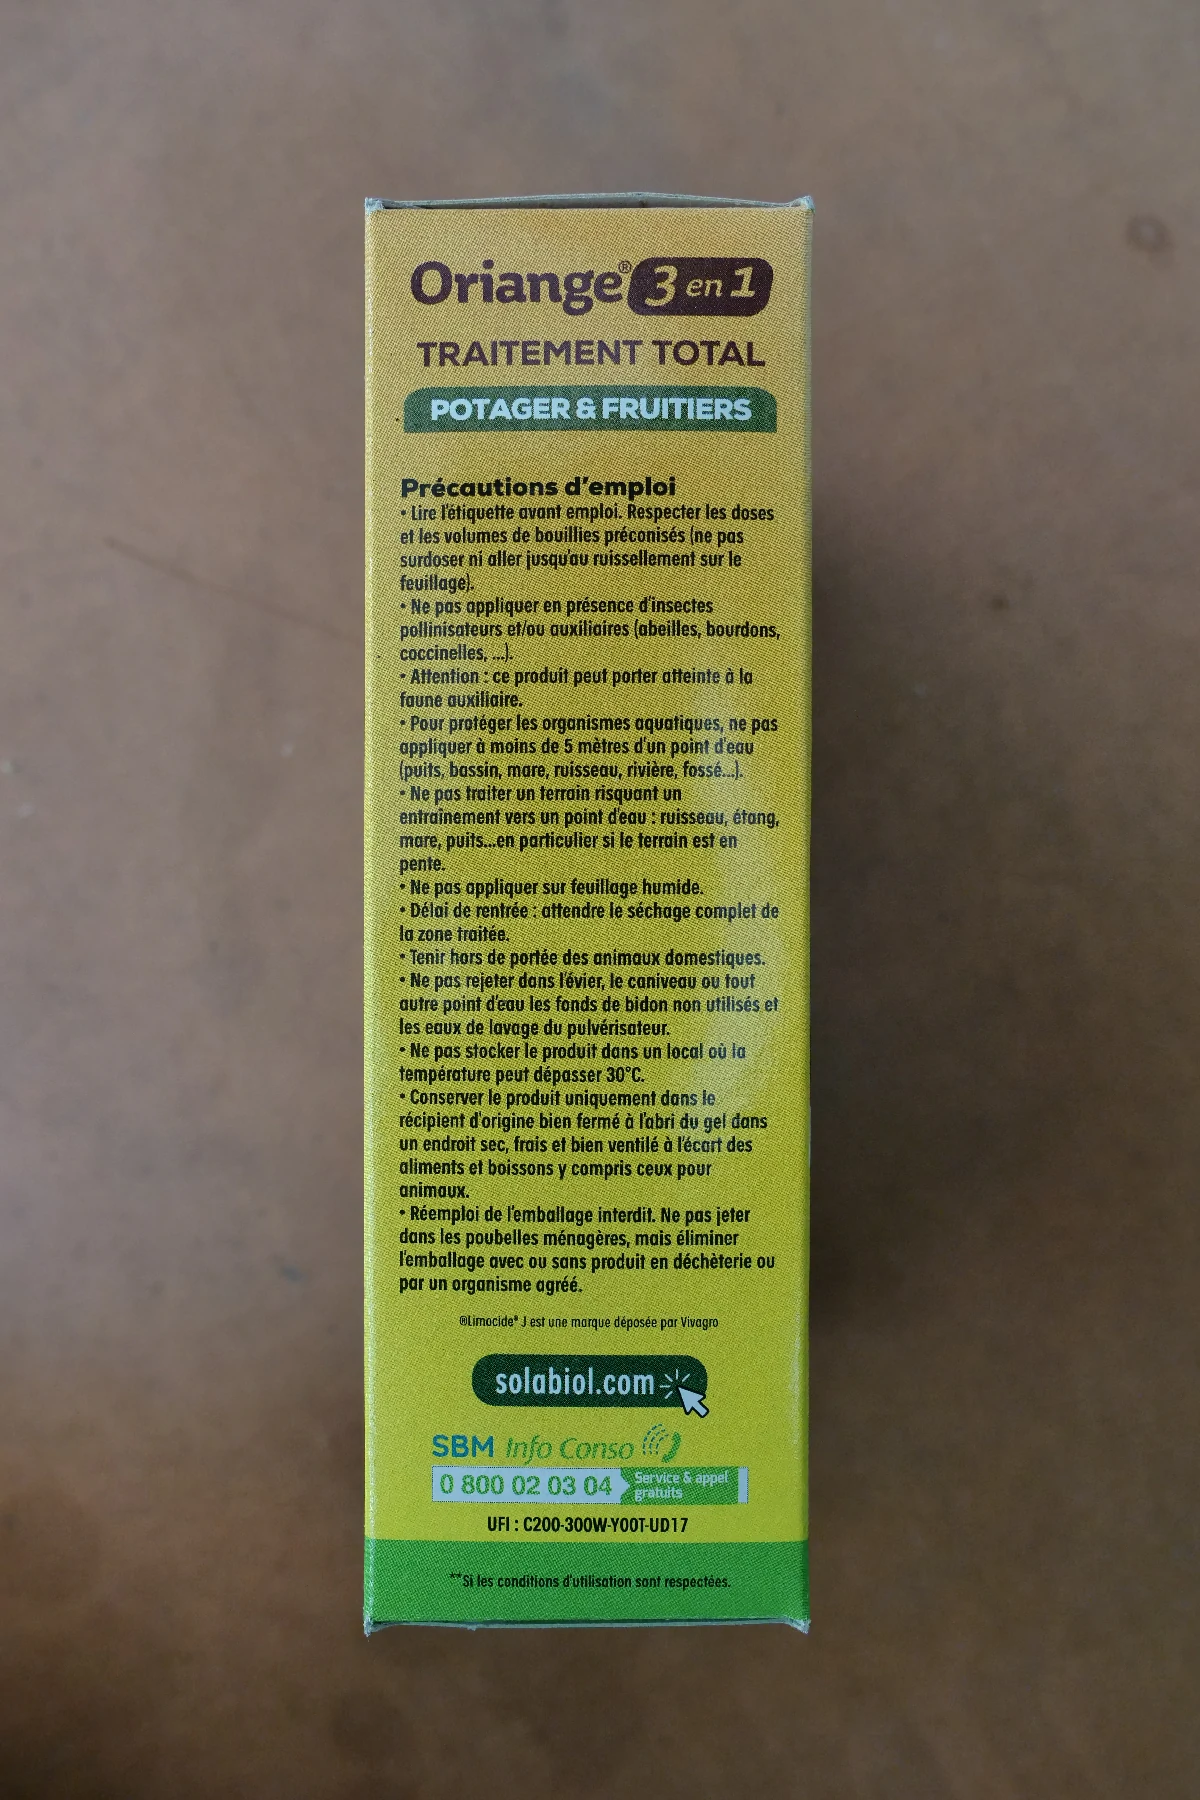 Oriange® 3 en 1
TRAITEMENT TOTAL
POTAGER & FRUITIERS
Précautions d'emploi
• Lire l'étiquette avant emploi. Respecter les doses
et les volumes de bouillies préconisés (ne pas
surdoser ni aller jusqu'au ruissellement sur le
feuillage).
• Ne pas appliquer en présence d'insectes
pollinisateurs et/ou auxiliaires (abeilles, bourdons,
coccinelles, ...).
• Attention : ce produit peut porter atteinte à la
faune auxiliaire.
• Pour protéger les organismes aquatiques, ne pas
appliquer à moins de 5 mètres d'un point d'eau
(puits, bassin, mare, ruisseau, rivière, fossé...).
• Ne pas traiter un terrain risquant un
entraînement vers un point d'eau : ruisseau, étang,
mare, puits...en particulier si le terrain est en
pente.
• Ne pas appliquer sur feuillage humide.
• Délai de rentrée : attendre le séchage complet de
la zone traitée.
• Tenir hors de portée des animaux domestiques.
• Ne pas rejeter dans l'évier, le caniveau ou tout
autre point d'eau les fonds de bidon non utilisés et
les eaux de lavage du pulvérisateur.
• Ne pas stocker le produit dans un local où la
température peut dépasser 30°C.
• Conserver le produit uniquement dans le
récipient d'origine bien fermé à l'abri du gel dans
un endroit sec, frais et bien ventilé à l'écart des
aliments et boissons y compris ceux pour
animaux.
• Réemploi de l'emballage interdit. Ne pas jeter
dans les poubelles ménagères, mais éliminer
l'emballage avec ou sans produit en déchèterie ou
par un organisme agréé.
®Limocide® J est une marque déposée par Vivagro
solabiol.com
SBM Info Conso
0 800 02 03 04 Service & appel
gratuits
UFI : C200-300W-Y00T-UD17
**Si les conditions d'utilisation sont respectées.